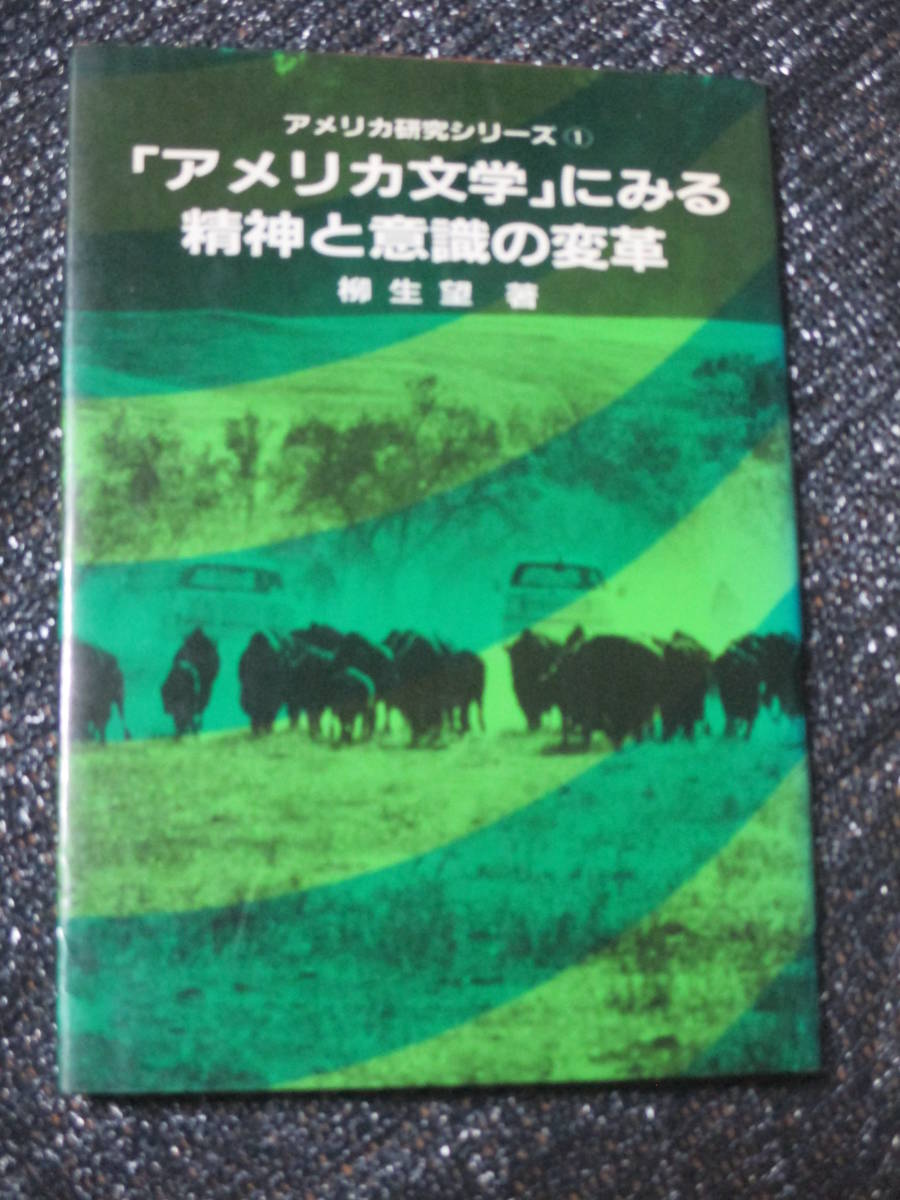 アメリカ研究シリーズ①
「アメリカ文学」にみる
精神と意識の変革
柳生望 著